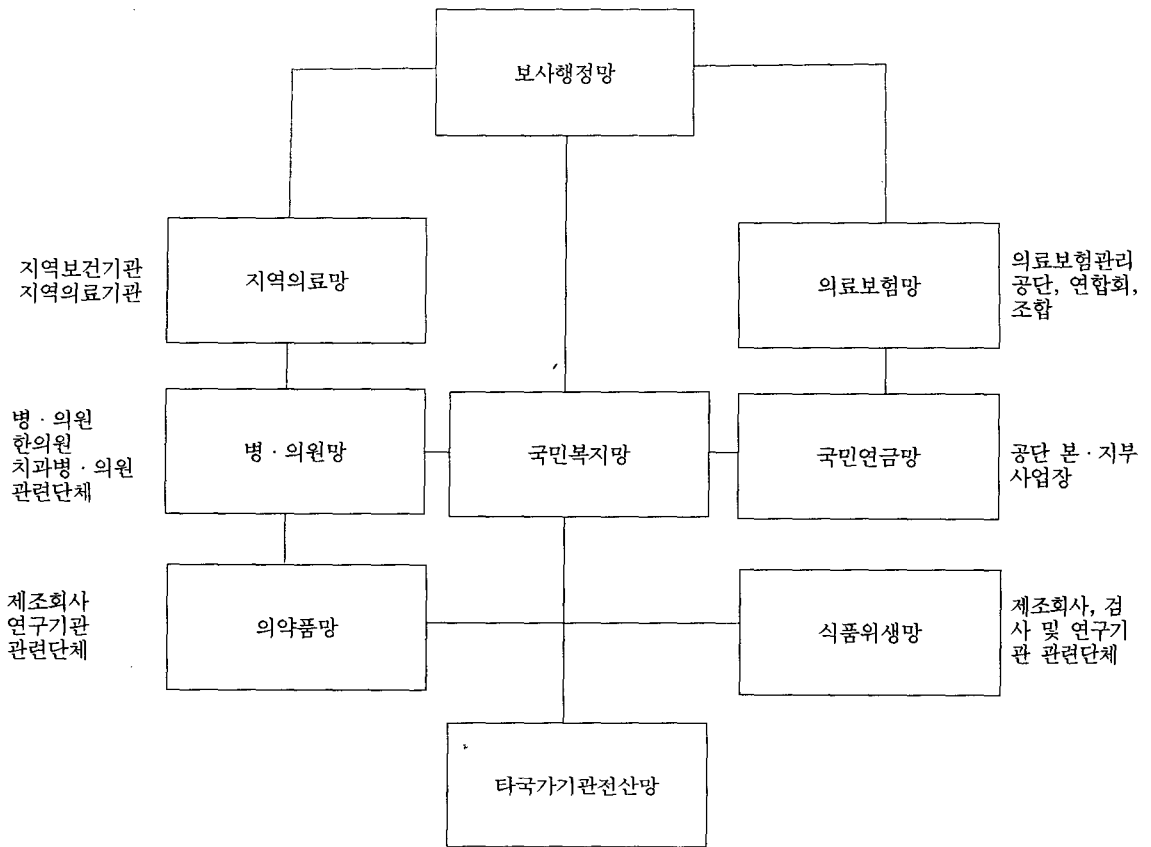 보사행정망
지역보건기관
지역의료기관
지역의료망
의료보험망
의료보험관리
공단, 연합회,
조합
병 · 의원
한의원
치과병 · 의원
관련단체
병 · 의원망
국민복지망
국민연금망
공단 본 · 지부
사업장
제조회사
연구기관
관련단체
의약품망
식품위생망
제조회사, 검
사 및 연구기
관 관련단체
타국가기관전산망